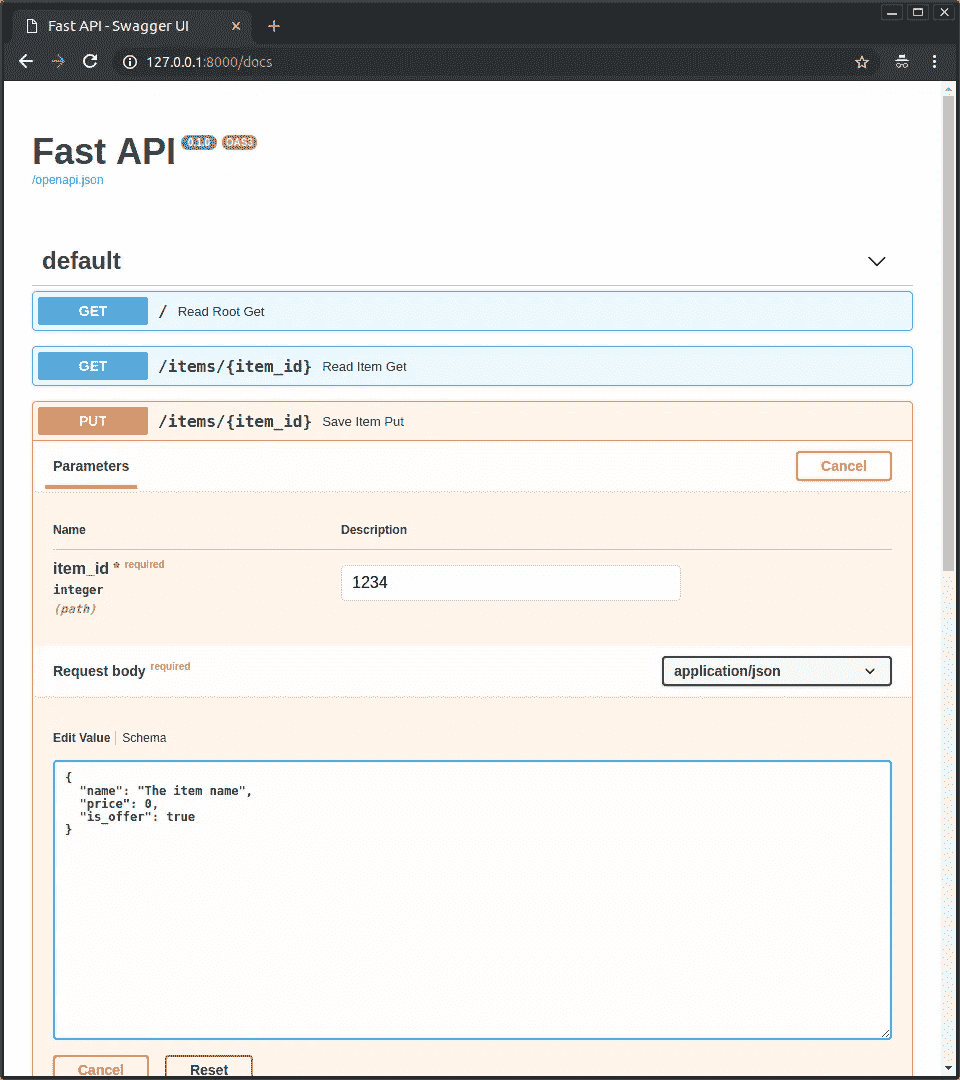 Fast API - Swagger UI
127.0.0.1:8000/docs
Fast API 0.1.0 OAS3
/openapi.json
default
GET / Read Root Get
GET /items/{item_id} Read Item Get
PUT /items/{item_id} Save Item Put
Parameters Cancel
Name Description
item_id * required
1234
integer
(path)
Request body required application/json
Edit Value Schema
{
"name": "The item name",
"price": 0,
"is_offer": true
}
Cancel Reset